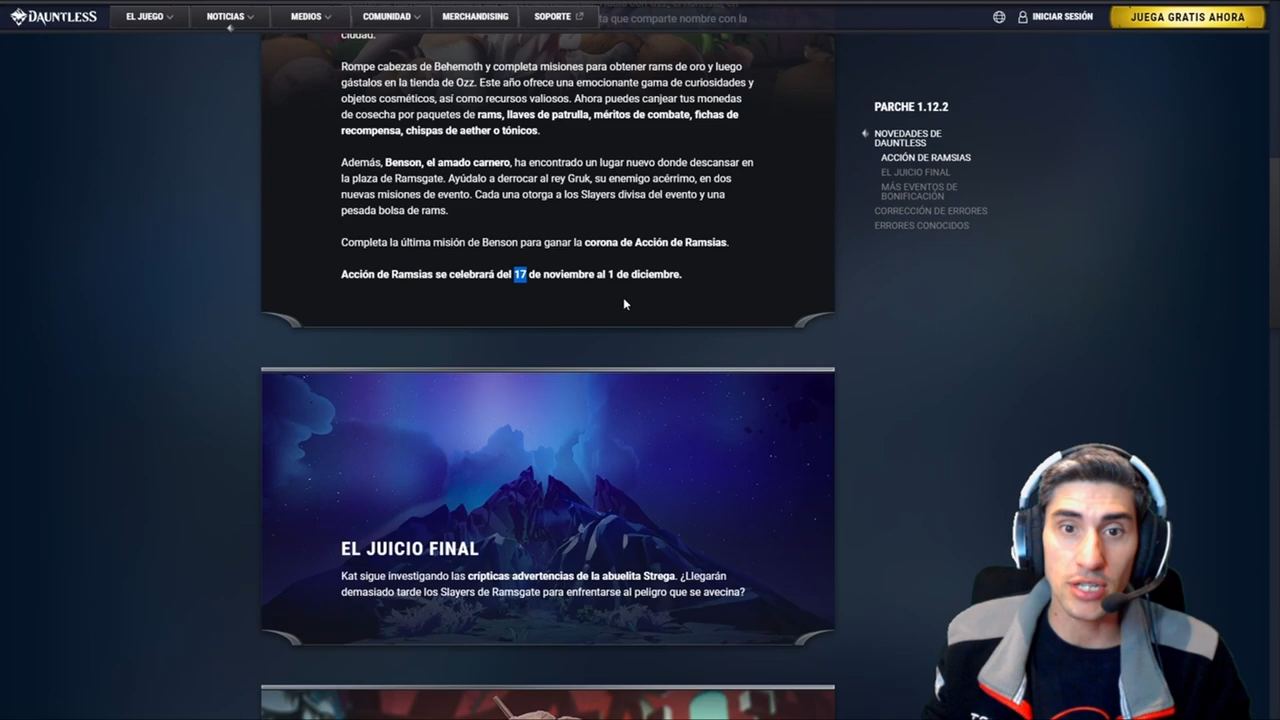 DAUNTLESS
EL JUEGO
NOTICIAS
MEDIOS
COMUNIDAD
MERCHANDISING
SOPORTE
INICIAR SESIÓN
JUEGA GRATIS AHORA
ta que comparte nombre con la
ciudad.
Rompe cabezas de Behemoth y completa misiones para obtener rams de oro y luego
gástalos en la tienda de Ozz. Este año ofrece una emocionante gama de curiosidades y
objetos cosméticos, así como recursos valiosos. Ahora puedes canjear tus monedas
de cosecha por paquetes de rams, llaves de patrulla, méritos de combate, fichas de
recompensa, chispas de aether o tónicos.
Además, Benson, el amado carnero, ha encontrado un lugar nuevo donde descansar en
la plaza de Ramsgate. Ayúdalo a derrocar al rey Gruk, su enemigo acérrimo, en dos
nuevas misiones de evento. Cada una otorga a los Slayers divisa del evento y una
pesada bolsa de rams.
Completa la última misión de Benson para ganar la corona de Acción de Ramsias.
Acción de Ramsias se celebrará del 17 de noviembre al 1 de diciembre.
EL JUICIO FINAL
Kat sigue investigando las crípticas advertencias de la abuelita Strega. ¿Llegarán
demasiado tarde los Slayers de Ramsgate para enfrentarse al peligro que se avecina?
PARCHE 1.12.2
NOVEDADES DE
DAUNTLESS
ACCIÓN DE RAMSIAS
EL JUICIO FINAL
MÁS EVENTOS DE
BONIFICACIÓN
CORRECCIÓN DE ERRORES
ERRORES CONOCIDOS